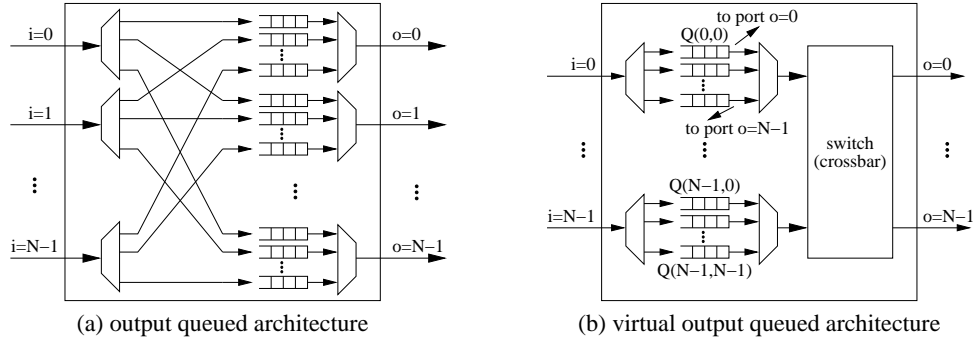 i=0
o=0
i=1
o=1
i=N−1
o=N−1
(a) output queued architecture
to port o=0
Q(0,0)
i=0
o=0
to port o=N−1
switch
(crossbar)
Q(N−1,0)
i=N−1
o=N−1
Q(N−1,N−1)
(b) virtual output queued architecture